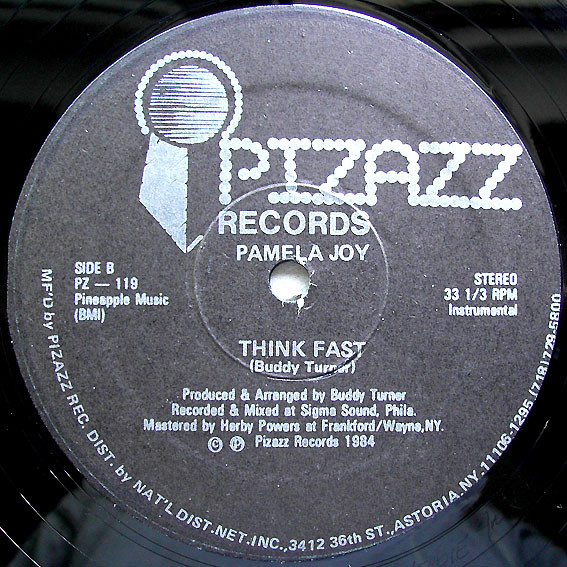 PIZAZZ
RECORDS
PAMELA JOY
SIDE B
PZ — 119
Pineapple Music
(BMI)
STEREO
33 1/3 RPM
Instrumental
THINK FAST
(Buddy Turner)
Produced & Arranged by Buddy Turner
Recorded & Mixed at Sigma Sound, Phila.
Mastered by Herby Powers at Frankford/Wayne,NY.
© ℗ Pizazz Records 1984
MF'D by PIZAZZ REC. DIST. by NAT'L DIST.NET.INC.,3412 36th ST.,ASTORIA,NY.11106-1295(718)729-5800